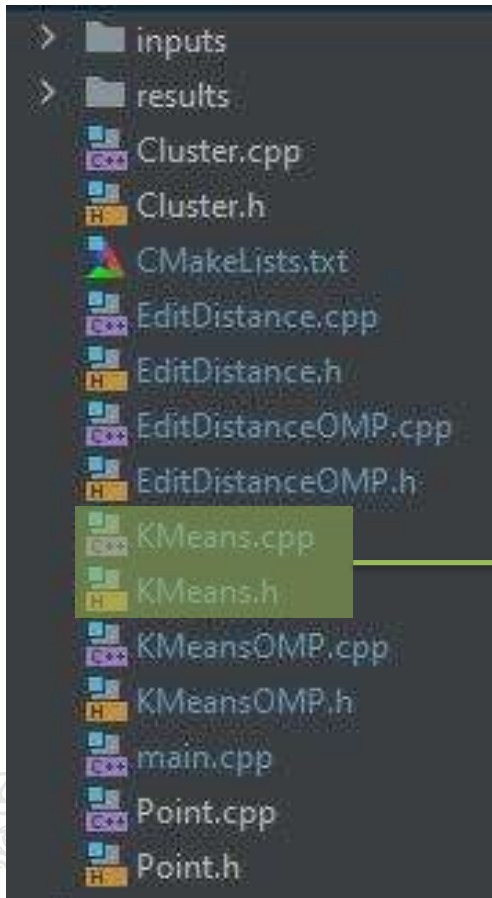 inputs
results
C++ Cluster.cpp
H Cluster.h
CMakeLists.txt
C++ EditDistance.cpp
H EditDistance.h
C++ EditDistanceOMP.cpp
H EditDistanceOMP.h
C++ KMeans.cpp
H KMeans.h
C++ KMeansOMP.cpp
H KMeansOMP.h
C++ main.cpp
C++ Point.cpp
H Point.h